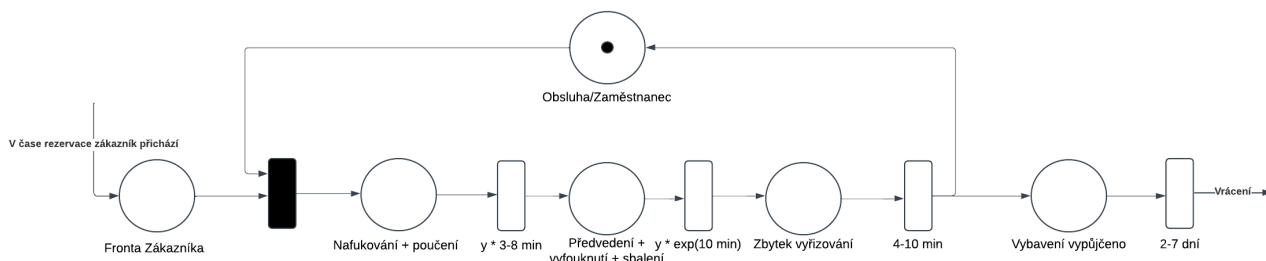 Obsluha/Zaměstnanec
V čase rezervace zákazník přichází
Vrácení
Fronta Zákazníka
Nafukování + poučení
y * 3-8 min
Předvedení +
vyfouknutí + sbalení
y * exp(10 min)
Zbytek vyřizování
4-10 min
Vybavení vypůjčeno
2-7 dní